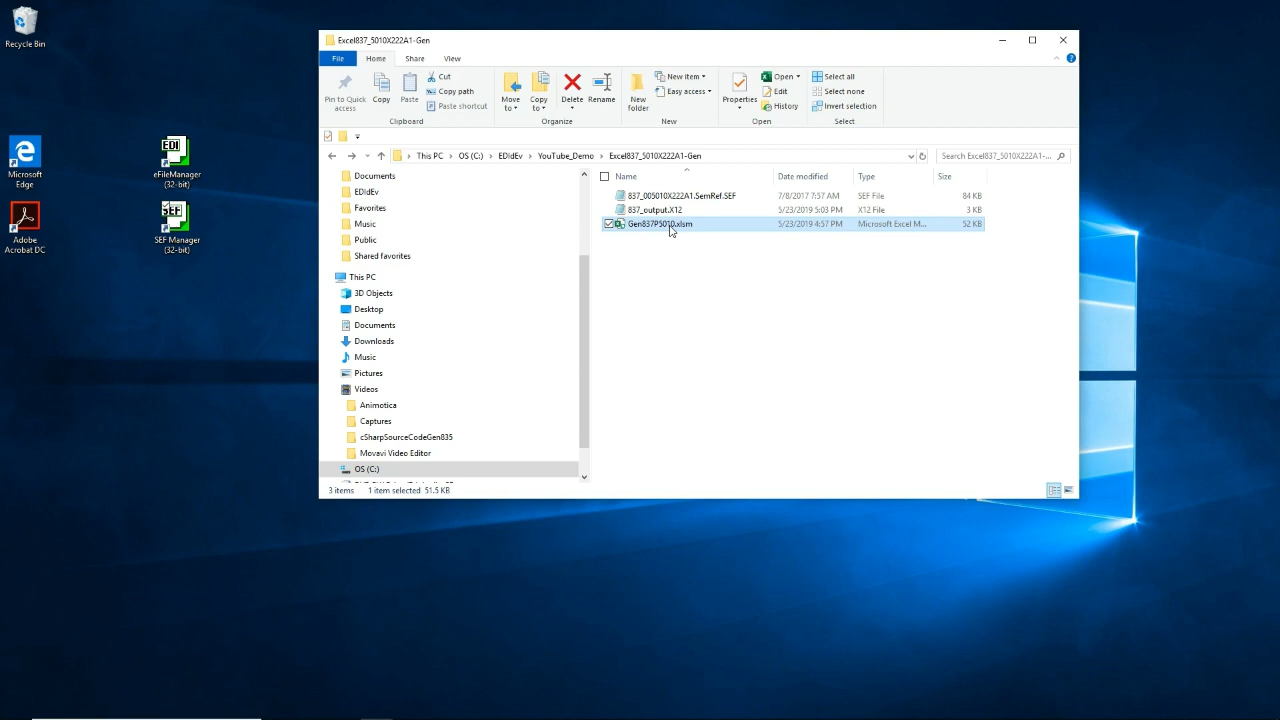 Recycle Bin
Microsoft
Edge
Adobe
Acrobat DC
EDI
eFileManager
(32-bit)
SEF
SEF Manager
(32-bit)
Excel837_5010X222A1-Gen
File Home Share View
Pin to Quick
access
Copy
Paste
Cut
Copy path
Paste shortcut
Clipboard
Move
to
Copy
to
Delete
Rename
Organize
New
folder
New item
Easy access
New
Properties
Open
Edit
History
Open
Select all
Select none
Invert selection
Select
This PC OS (C:) EDIdEv YouTube_Demo Excel837_5010X222A1-Gen
Search Excel837_5010X222A1-...
Documents
EDIdEv
Favorites
Music
Public
Shared favorites
This PC
3D Objects
Desktop
Documents
Downloads
Music
Pictures
Videos
Animotica
Captures
cSharpSourceCodeGen835
Movavi Video Editor
OS (C:)
Name Date modified Type Size
837_005010X222A1.SemRef.SEF 7/8/2017 7:57 AM SEF File 84 KB
837_output.X12 5/23/2019 5:03 PM X12 File 3 KB
Gen837P5010.xlsm 5/23/2019 4:57 PM Microsoft Excel M... 52 KB
3 items 1 item selected 51.5 KB